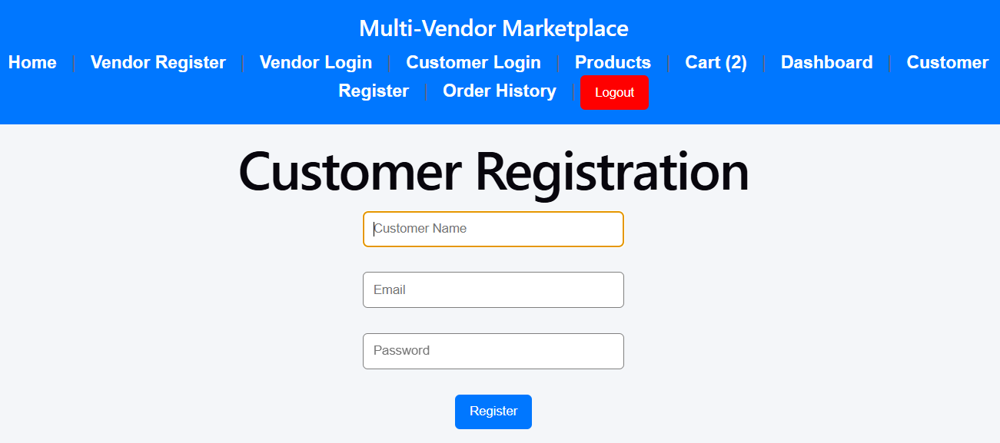 Multi-Vendor Marketplace
Home | Vendor Register | Vendor Login | Customer Login | Products | Cart (2) | Dashboard | Customer
Register | Order History | Logout
Customer Registration
Customer Name
Email
Password
Register